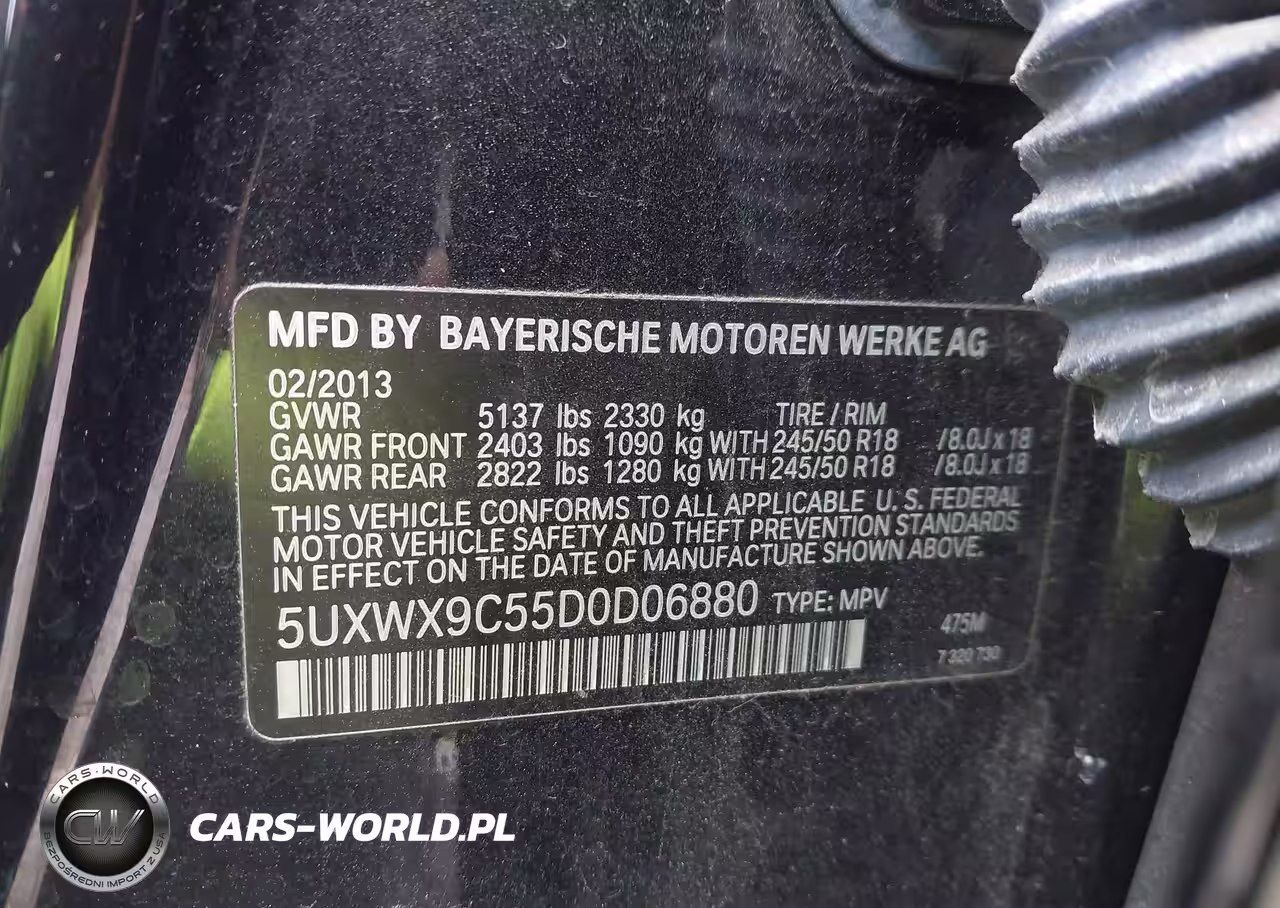 MFD BY BAYERISCHE MOTOREN WERKE AG
02/2013
GVWR 5137 lbs 2330 kg TIRE / RIM
GAWR FRONT 2403 lbs 1090 kg WITH 245/50 R18 /8.0J x 18
GAWR REAR 2822 lbs 1280 kg WITH 245/50 R18 /8.0J x 18
THIS VEHICLE CONFORMS TO ALL APPLICABLE U.S. FEDERAL
MOTOR VEHICLE SAFETY AND THEFT PREVENTION STANDARDS
IN EFFECT ON THE DATE OF MANUFACTURE SHOWN ABOVE.
5UXWX9C55D0D06880 TYPE: MPV
475M
7 320 730
CARS-WORLD
CW
BEZPOŚREDNI IMPORT Z USA
CARS-WORLD.PL